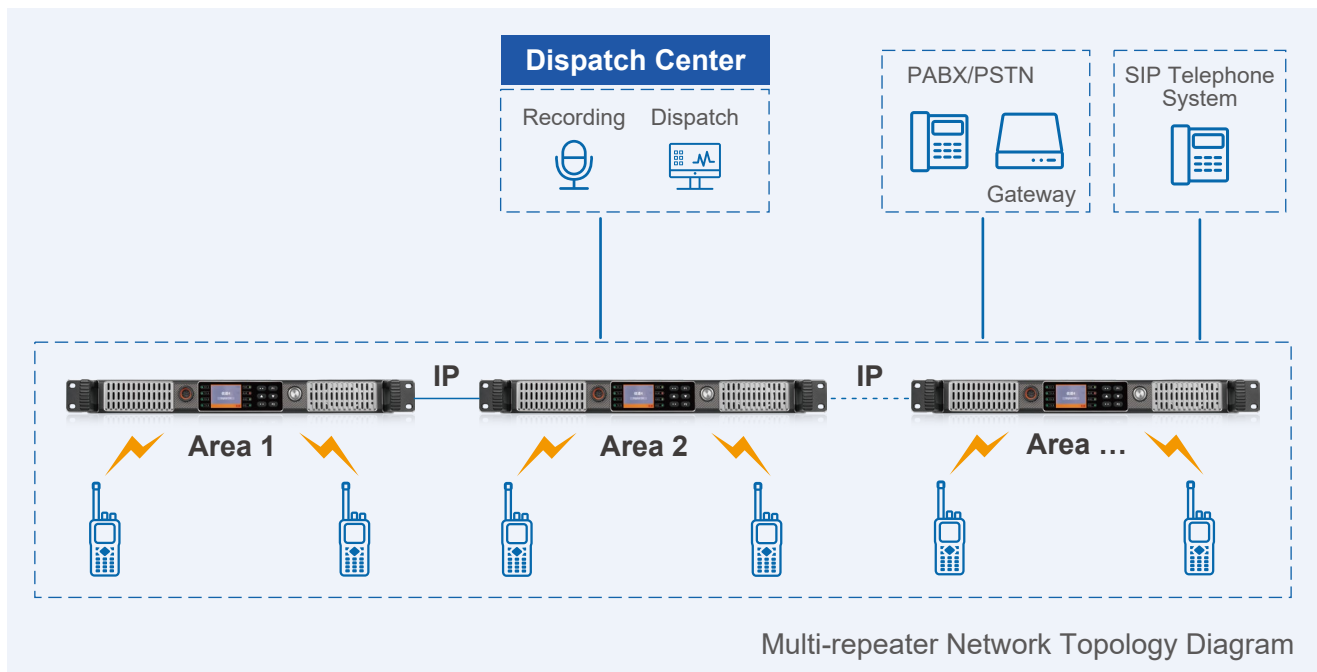 Dispatch Center
Recording
Dispatch
PABX/PSTN
Gateway
SIP Telephone
System
IP
IP
Area 1
Area 2
Area ...
Multi-repeater Network Topology Diagram